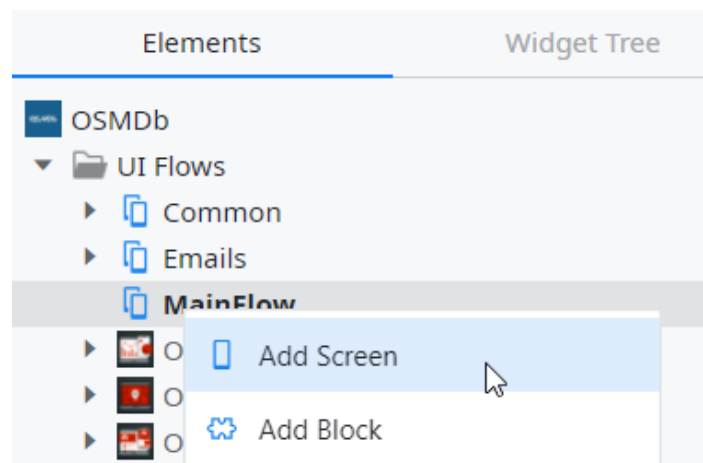 Elements Widget Tree
OSMDb
UI Flows
Common
Emails
MainFlow
O
Add Screen
O
O
Add Block